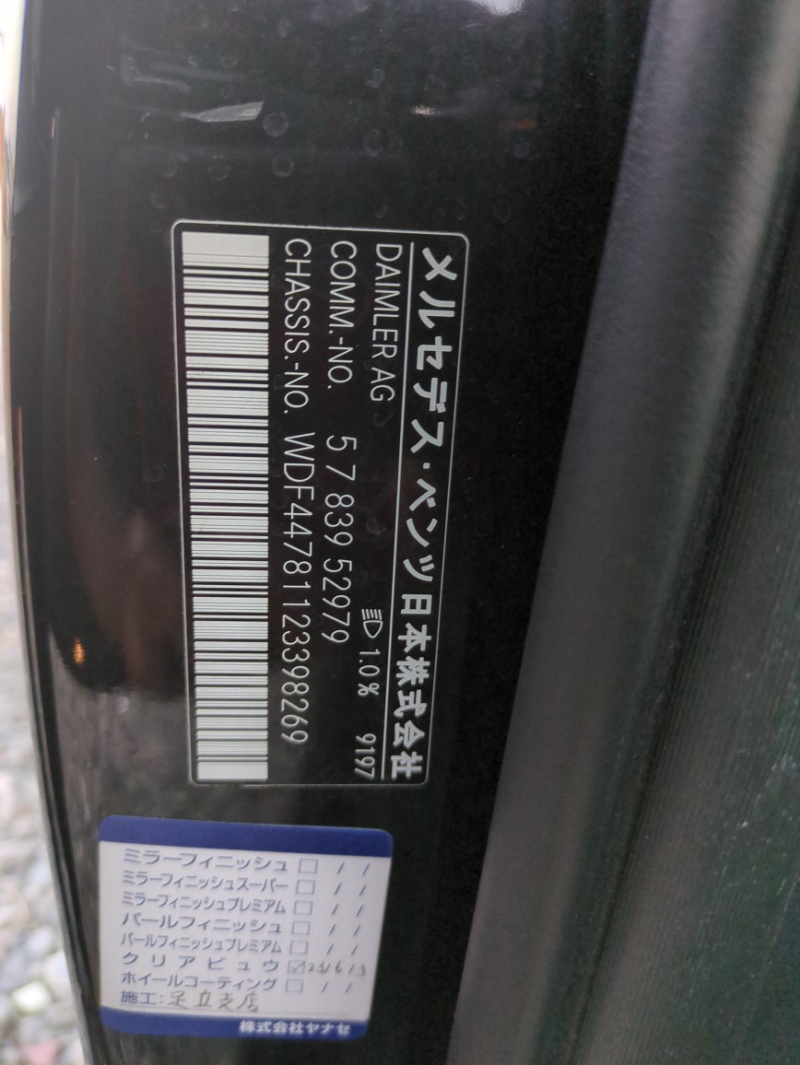 メルセデス・ベンツ日本株式会社
DAIMLER AG 1.0% 9197
COMM.-NO. 5 7 839 52979
CHASSIS.-NO. WDF44781123398269
ミラーフィニッシュ □ / /
ミラーフィニッシュスーパー □ / /
ミラーフィニッシュプレミアム □ / /
パールフィニッシュ □ / /
パールフィニッシュプレミアム □ / /
クリアビュウ ☑ 23/6/3
ホイールコーティング □ / /
施工:足立支店
株式会社ヤナセ